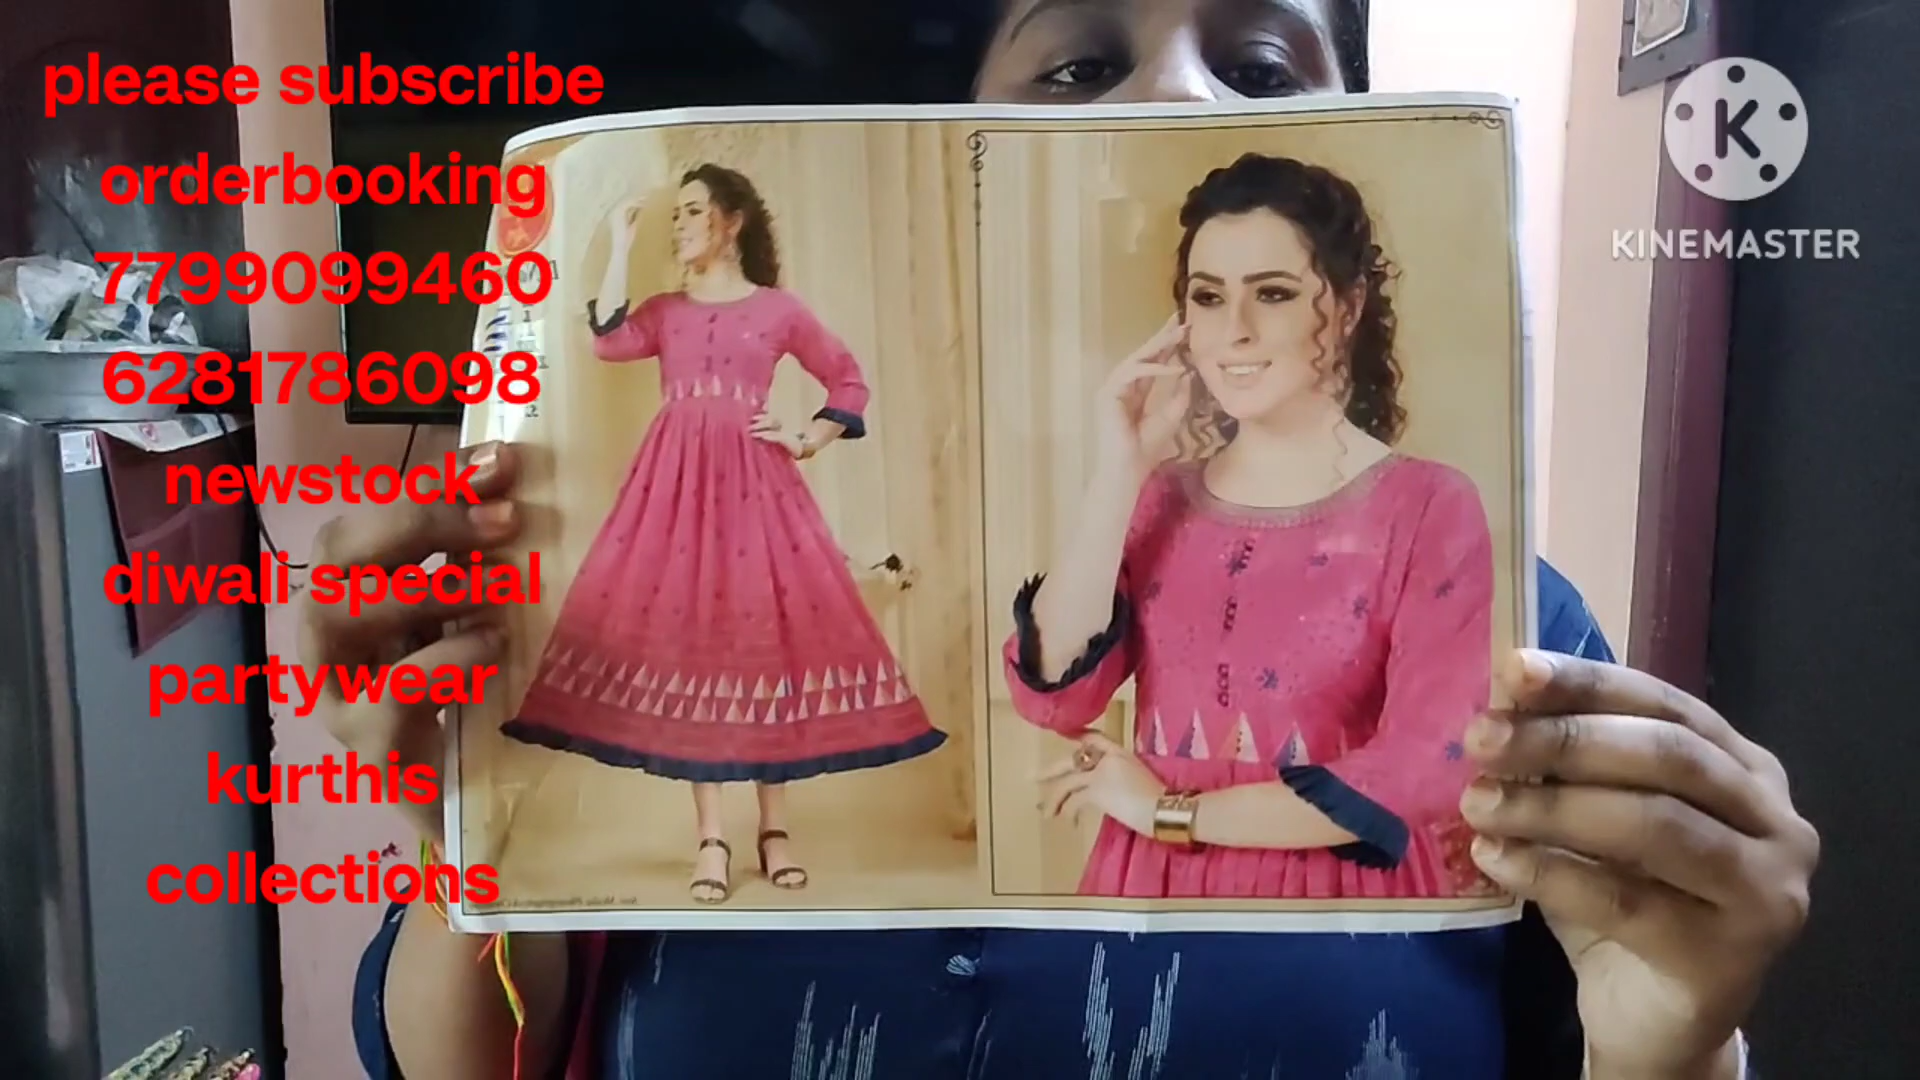 please subscribe
orderbooking
7799099460
6281786098
newstock
diwali special
partywear
kurthis
collections
K
KINEMASTER